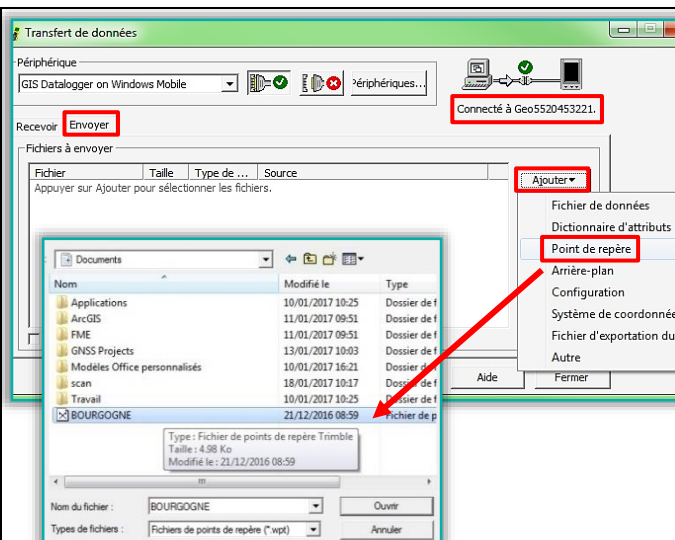 Transfert de données
Périphérique
GIS Datalogger on Windows Mobile
Périphériques...
Connecté à Geo5520453221.
Recevoir Envoyer
Fichiers à envoyer
Fichier Taille Type de ... Source
Appuyer sur Ajouter pour sélectionner les fichiers.
Ajouter
Fichier de données
Dictionnaire d'attributs
Point de repère
Arrière-plan
Configuration
Système de coordonnée
Fichier d'exportation du
Autre
Aide Fermer
Documents
Nom Modifié le Type
Applications 10/01/2017 10:25 Dossier de f
ArcGIS 11/01/2017 09:51 Dossier de f
FME 11/01/2017 09:51 Dossier de f
GNSS Projects 13/01/2017 10:03 Dossier de f
Modèles Office personnalisés 10/01/2017 16:21 Dossier de f
scan 18/01/2017 10:17 Dossier de f
Travail 10/01/2017 10:25 Dossier de f
BOURGOGNE 21/12/2016 08:59 Fichier de p
Type : Fichier de points de repère Trimble
Taille : 4.98 Ko
Modifié le : 21/12/2016 08:59
Nom du fichier : BOURGOGNE Ouvrir
Types de fichiers : Fichiers de points de repère (*.wpt) Annuler